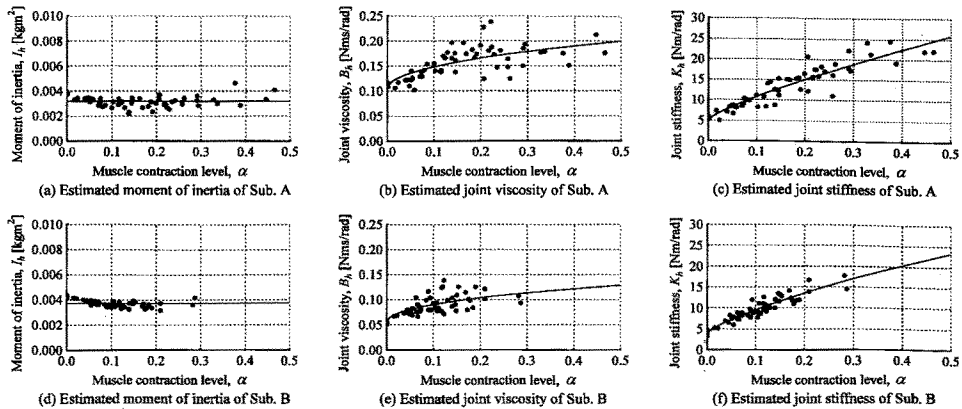 Moment of inertia, I_h [kgm²]
0.010
0.008
0.006
0.004
0.002
0.000
0.0 0.1 0.2 0.3 0.4 0.5
Muscle contraction level, α
(a) Estimated moment of inertia of Sub. A
Joint viscosity, B_h [Nms/rad]
0.25
0.20
0.15
0.10
0.05
0.00
0.0 0.1 0.2 0.3 0.4 0.5
Muscle contraction level, α
(b) Estimated joint viscosity of Sub. A
Joint stiffness, K_h [Nm/rad]
30
25
20
15
10
5
0
0.0 0.1 0.2 0.3 0.4 0.5
Muscle contraction level, α
(c) Estimated joint stiffness of Sub. A
Moment of inertia, I_h [kgm²]
0.010
0.008
0.006
0.004
0.002
0.000
0.0 0.1 0.2 0.3 0.4 0.5
Muscle contraction level, α
(d) Estimated moment of inertia of Sub. B
Joint viscosity, B_h [Nms/rad]
0.25
0.20
0.15
0.10
0.05
0.00
0.0 0.1 0.2 0.3 0.4 0.5
Muscle contraction level, α
(e) Estimated joint viscosity of Sub. B
Joint stiffness, K_h [Nm/rad]
30
25
20
15
10
5
0
0.0 0.1 0.2 0.3 0.4 0.5
Muscle contraction level, α
(f) Estimated joint stiffness of Sub. B